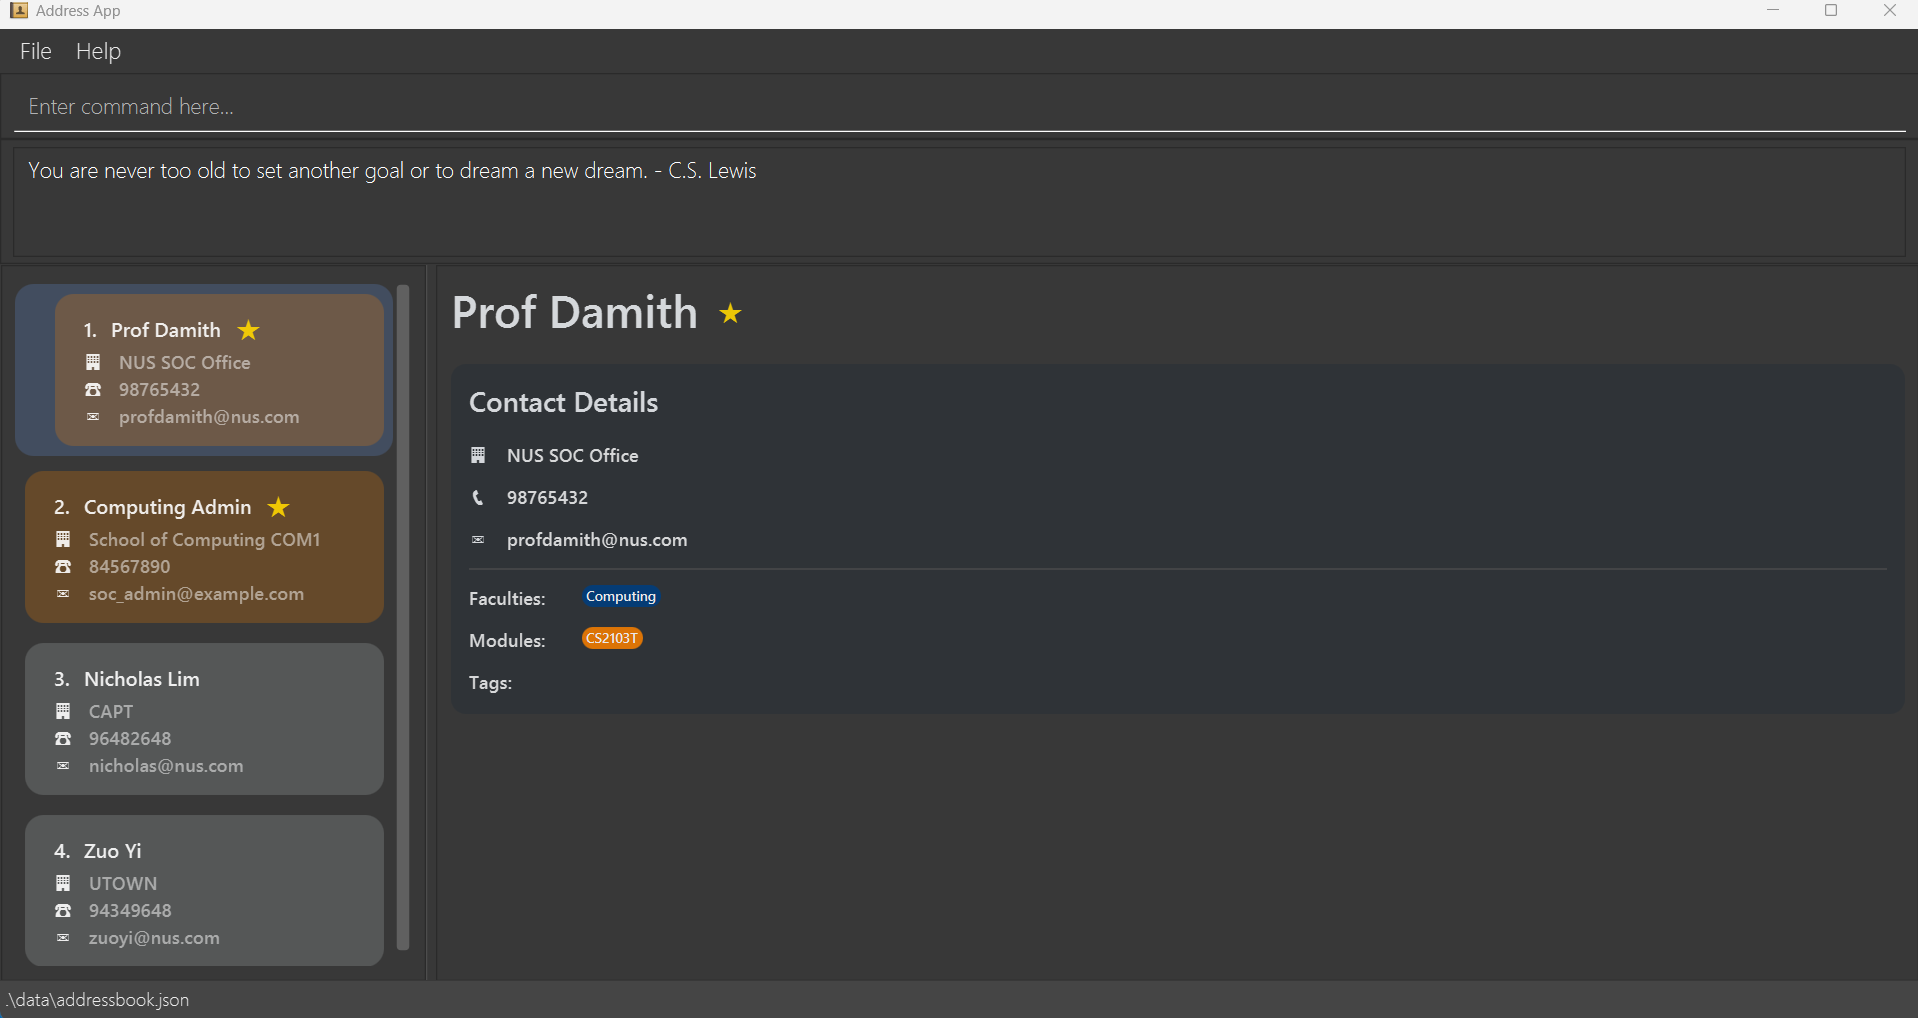 Address App
File Help
Enter command here...
You are never too old to set another goal or to dream a new dream. - C.S. Lewis
1. Prof Damith
NUS SOC Office
98765432
profdamith@nus.com
2. Computing Admin
School of Computing COM1
84567890
soc_admin@example.com
3. Nicholas Lim
CAPT
96482648
nicholas@nus.com
4. Zuo Yi
UTOWN
94349648
zuoyi@nus.com
Prof Damith
Contact Details
NUS SOC Office
98765432
profdamith@nus.com
Faculties: Computing
Modules: CS2103T
Tags:
.\data\addressbook.json